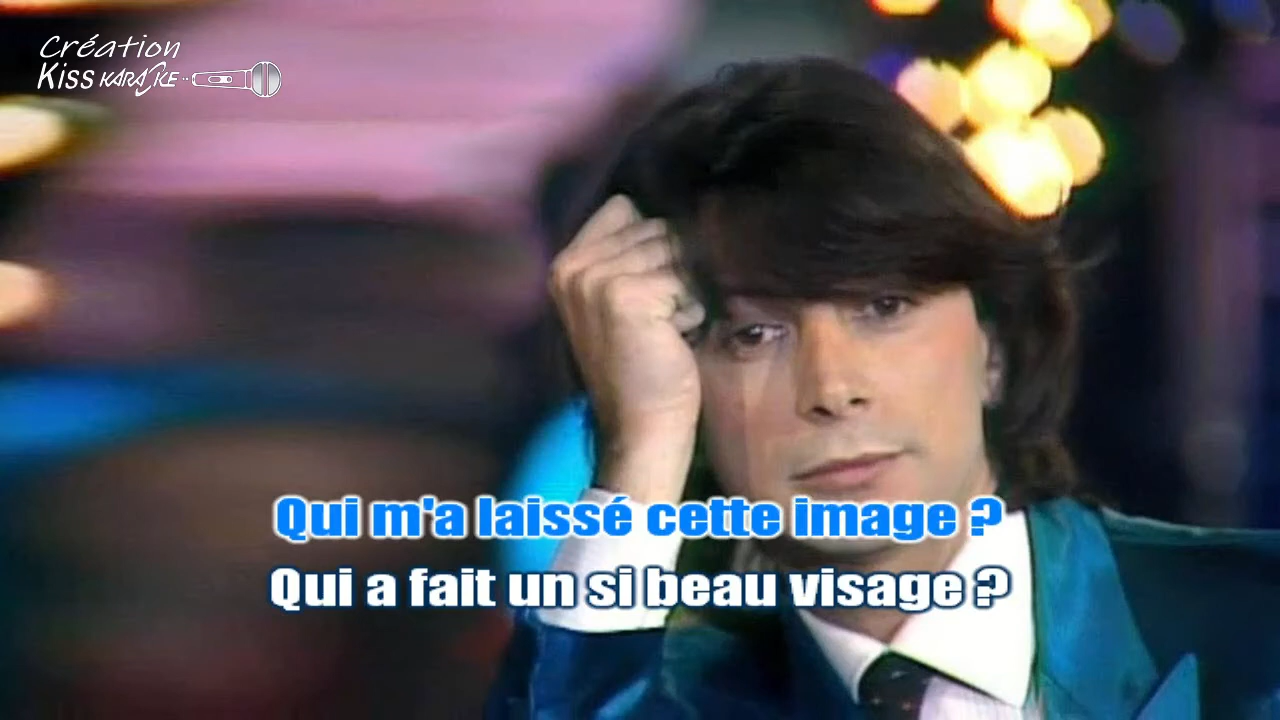 Création
Kiss KARAOKE
Qui m'a laissé cette image ?
Qui a fait un si beau visage ?